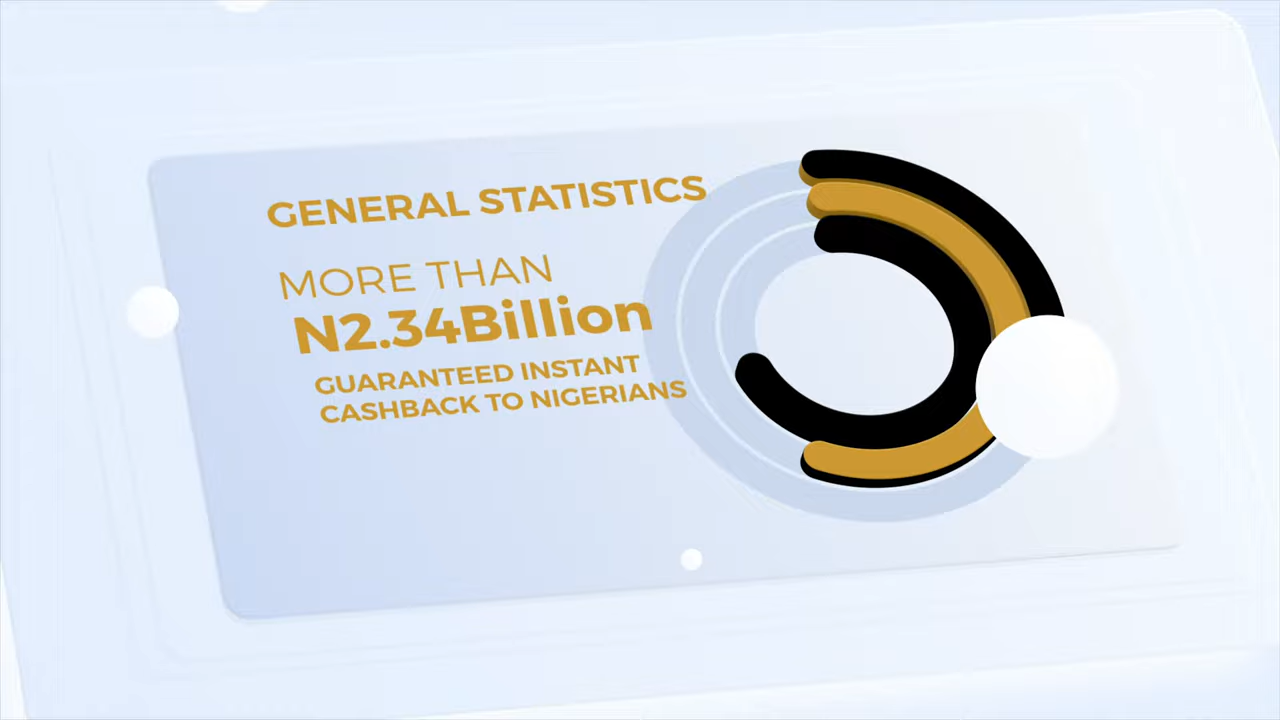 GENERAL STATISTICS
MORE THAN
N2.34Billion
GUARANTEED INSTANT
CASHBACK TO NIGERIANS